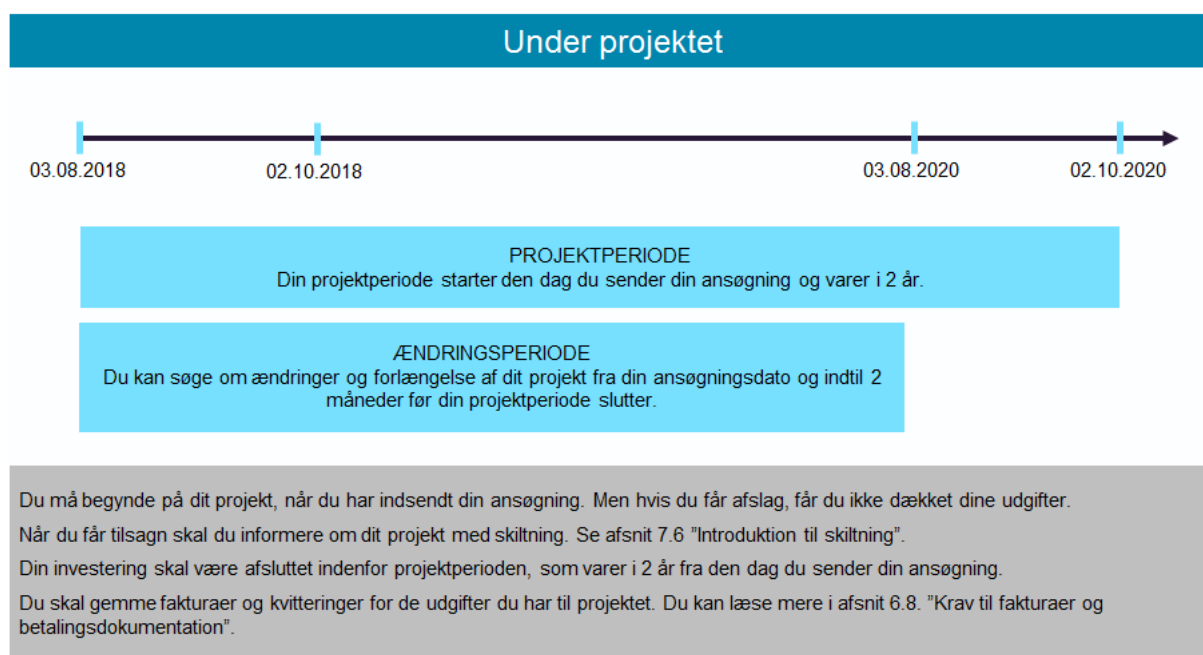 Under projektet
03.08.2018
02.10.2018
03.08.2020
02.10.2020
PROJEKTPERIODE
Din projektperiode starter den dag du sender din ansøgning og varer i 2 år.
ÆNDRINGSPERIODE
Du kan søge om ændringer og forlængelse af dit projekt fra din ansøgningsdato og indtil 2
måneder før din projektperiode slutter.
Du må begynde på dit projekt, når du har indsendt din ansøgning. Men hvis du får afslag, får du ikke dækket dine udgifter.
Når du får tilsagn skal du informere om dit projekt med skiltning. Se afsnit 7.6 ”Introduktion til skiltning”.
Din investering skal være afsluttet indenfor projektperioden, som varer i 2 år fra den dag du sender din ansøgning.
Du skal gemme fakturaer og kvitteringer for de udgifter du har til projektet. Du kan læse mere i afsnit 6.8. ”Krav til fakturaer og
betalingsdokumentation”.